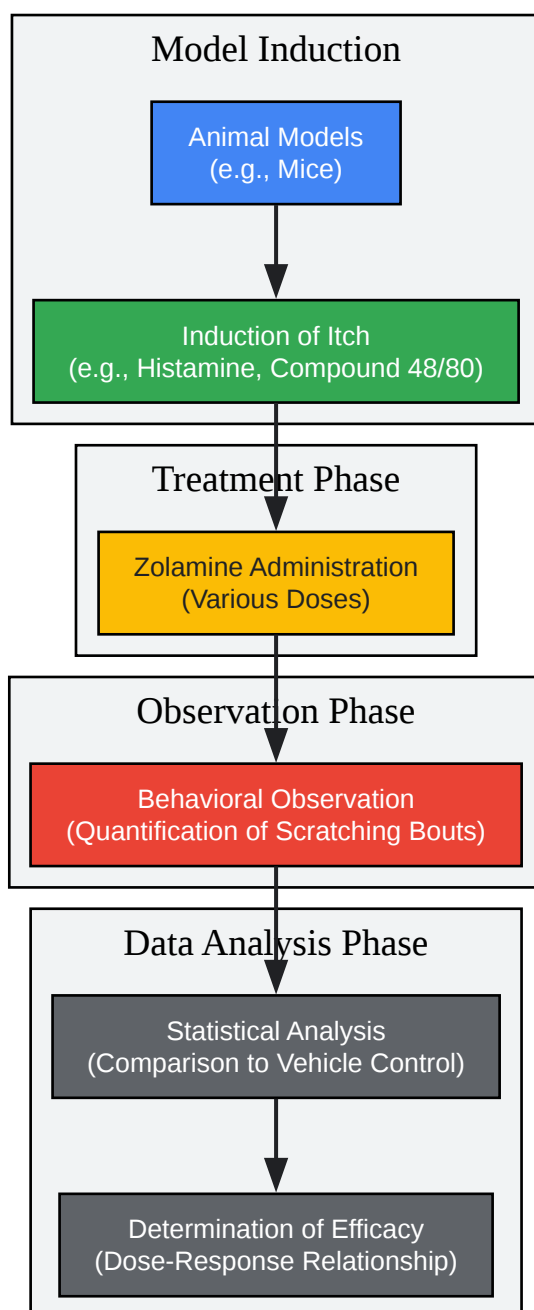 Model Induction
Animal Models
(e.g., Mice)
Induction of Itch
(e.g., Histamine, Compound 48/80)
Treatment Phase
Zolamine Administration
(Various Doses)
Observation Phase
Behavioral Observation
(Quantification of Scratching Bouts)
Data Analysis Phase
Statistical Analysis
(Comparison to Vehicle Control)
Determination of Efficacy
(Dose-Response Relationship)